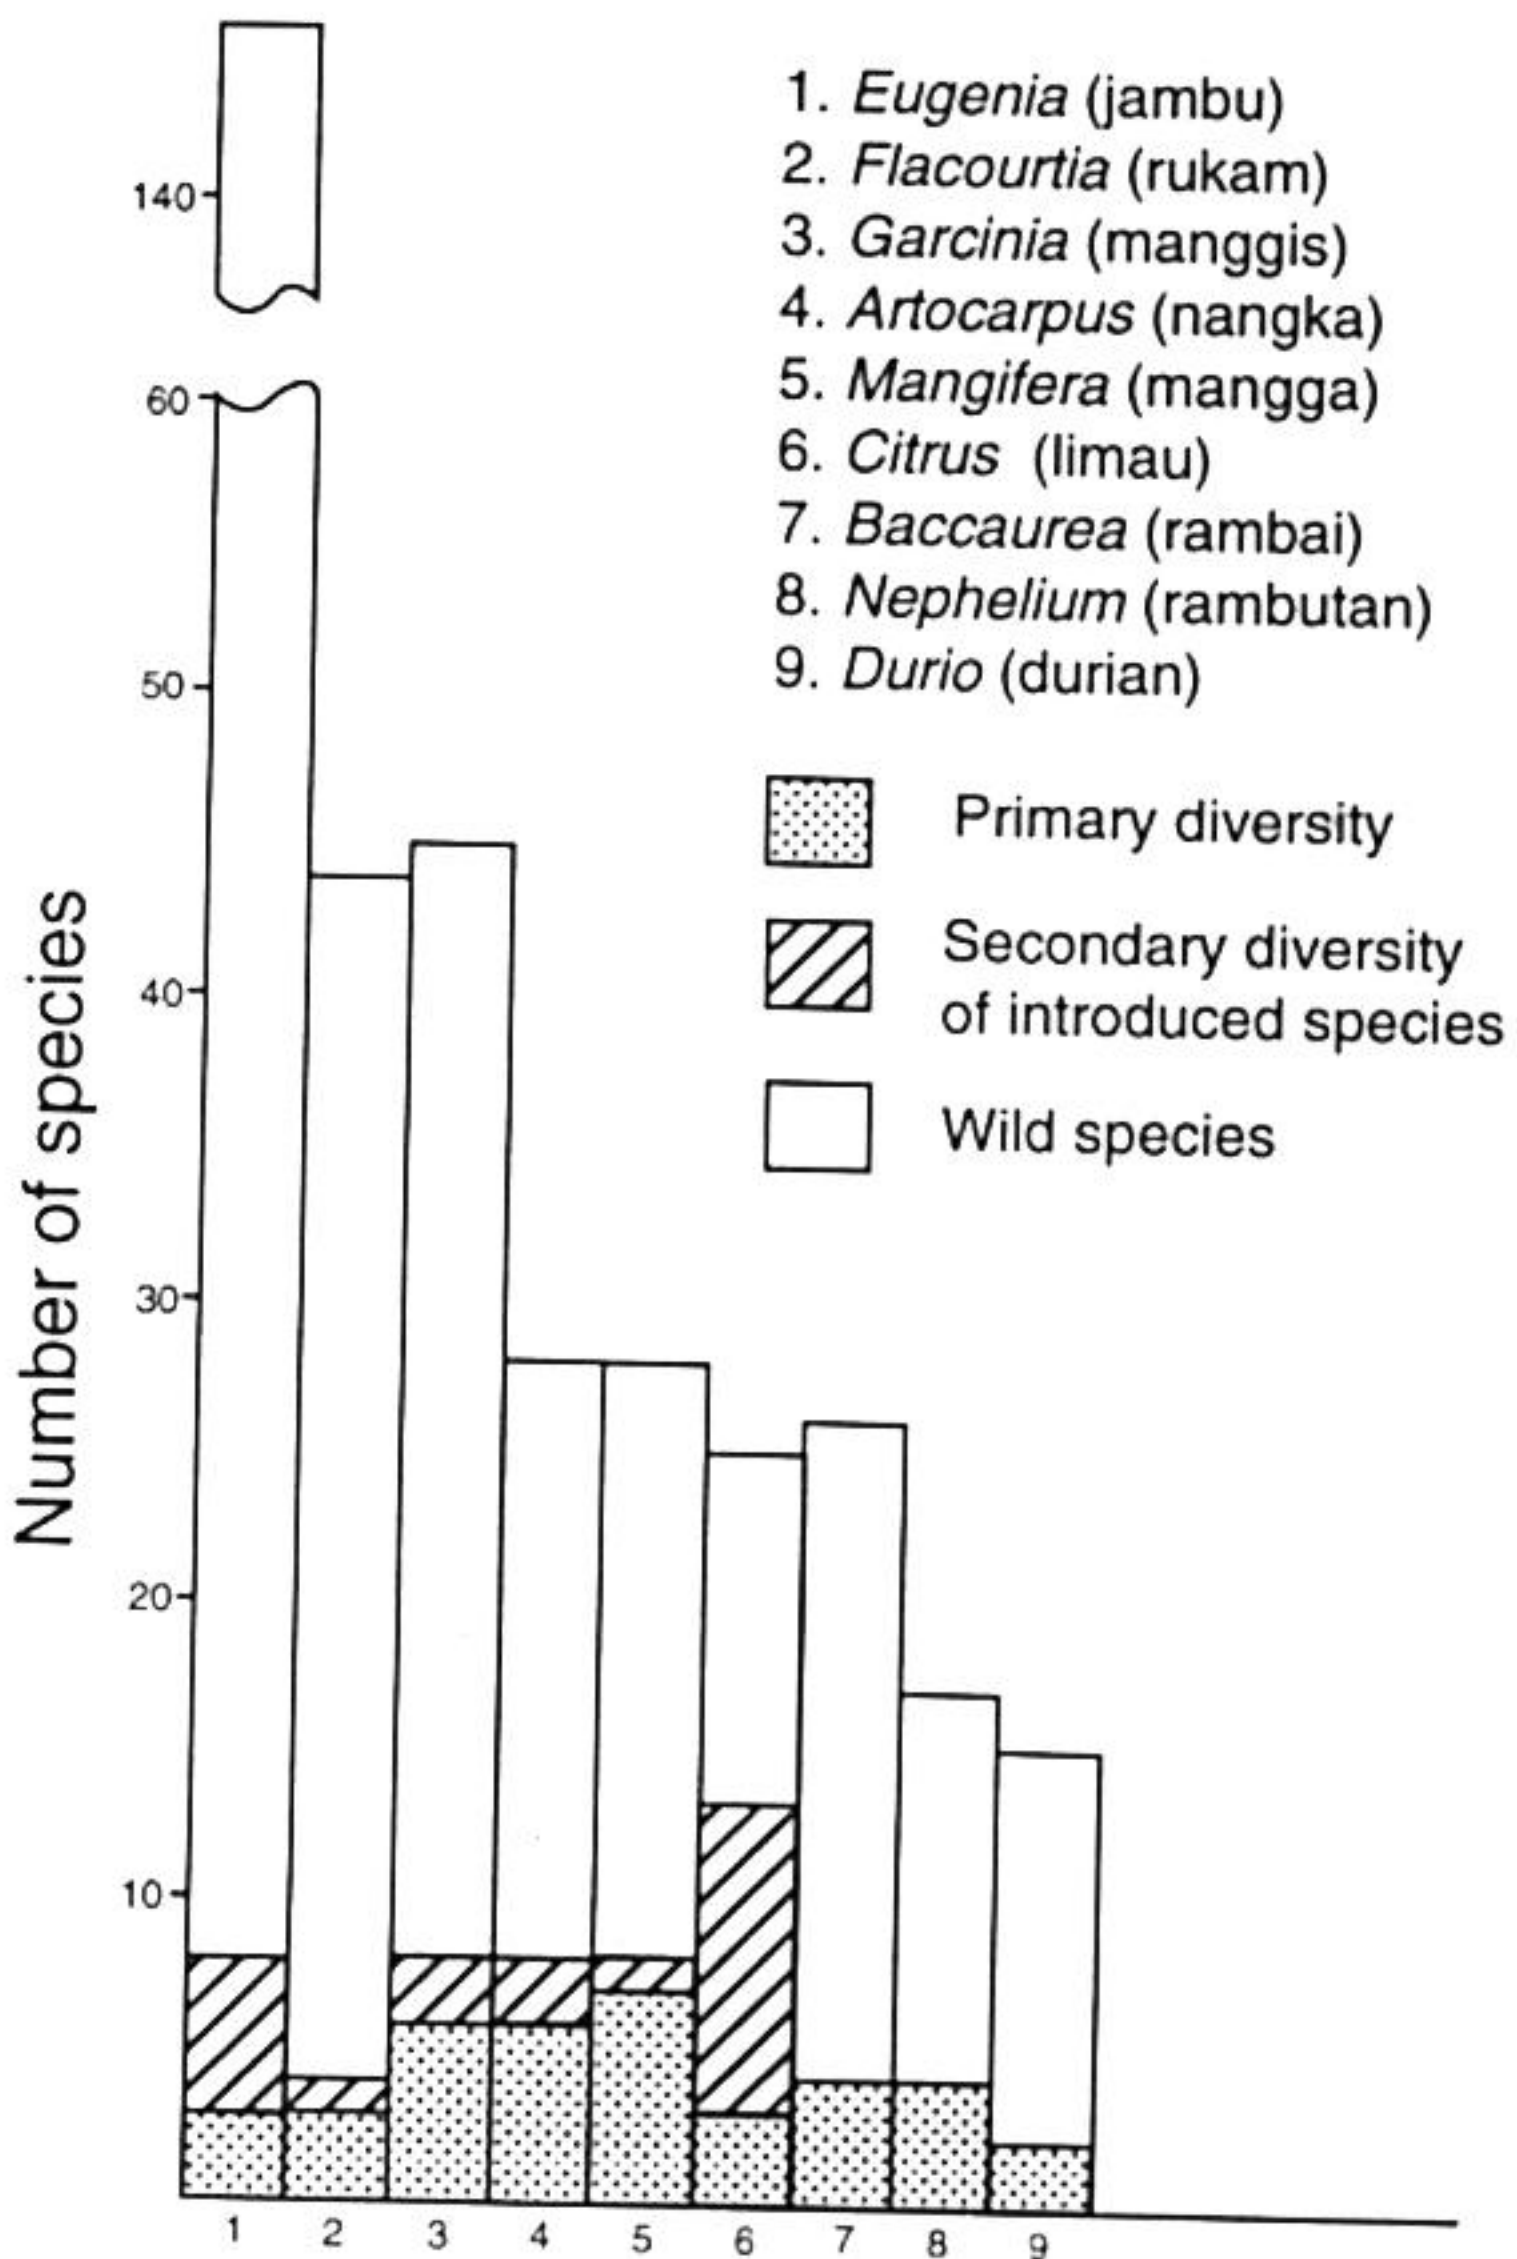 1. Eugenia (jambu)
2. Flacourtia (rukam)
3. Garcinia (manggis)
4. Artocarpus (nangka)
5. Mangifera (mangga)
6. Citrus (limau)
7. Baccaurea (rambai)
8. Nephelium (rambutan)
9. Durio (durian)
Primary diversity
Secondary diversity
of introduced species
Wild species
Number of species
140
60
50
40
30
20
10
1 2 3 4 5 6 7 8 9